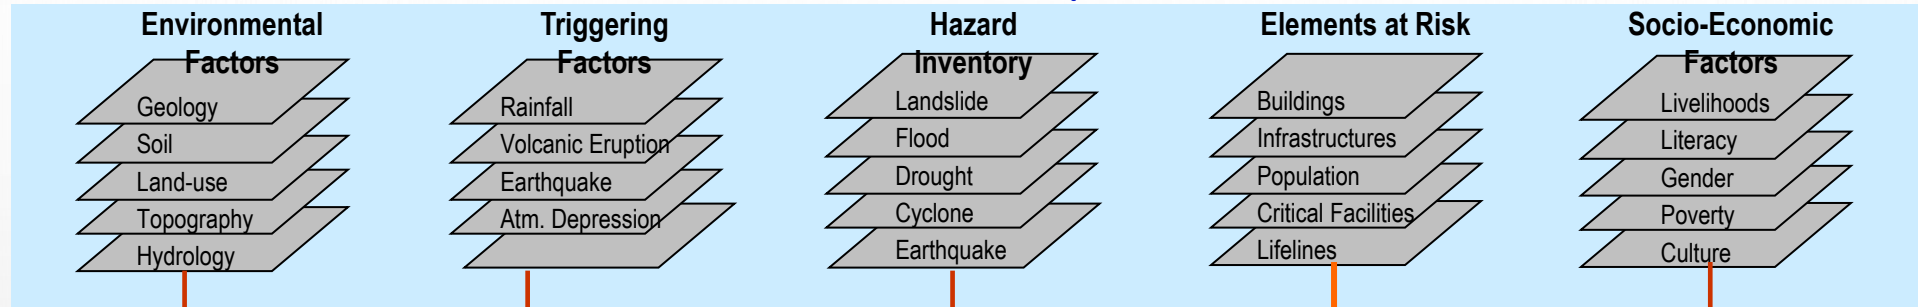 Environmental
Factors
Geology
Soil
Land-use
Topography
Hydrology
Triggering
Factors
Rainfall
Volcanic Eruption
Earthquake
Atm. Depression
Hazard
Inventory
Landslide
Flood
Drought
Cyclone
Earthquake
Elements at Risk
Buildings
Infrastructures
Population
Critical Facilities
Lifelines
Socio-Economic
Factors
Livelihoods
Literacy
Gender
Poverty
Culture